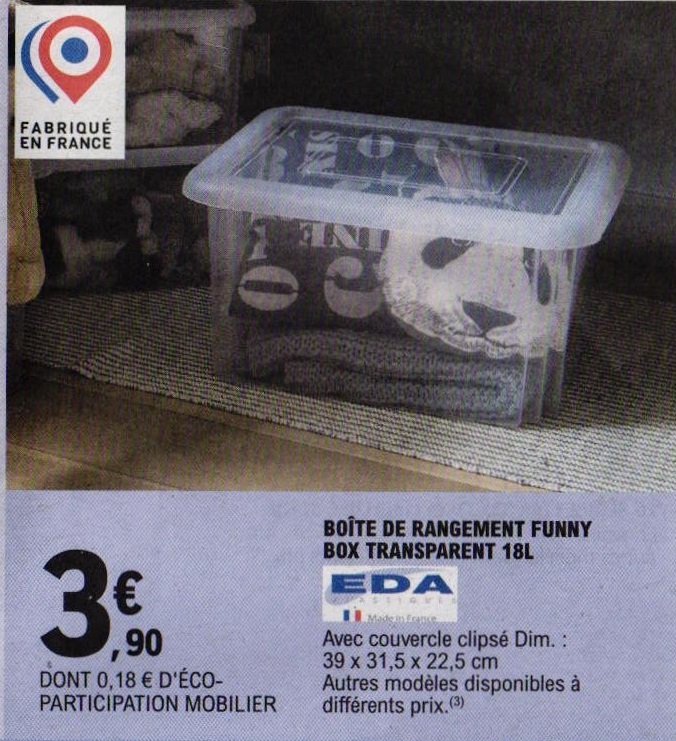 FABRIQUÉ
EN FRANCE
BOÎTE DE RANGEMENT FUNNY
BOX TRANSPARENT 18L
EDA
PLASTIQUES
Made in France
Avec couvercle clipsé Dim. :
39 x 31,5 x 22,5 cm
Autres modèles disponibles à
différents prix.(3)
3€,90
DONT 0,18 € D'ÉCO-
PARTICIPATION MOBILIER